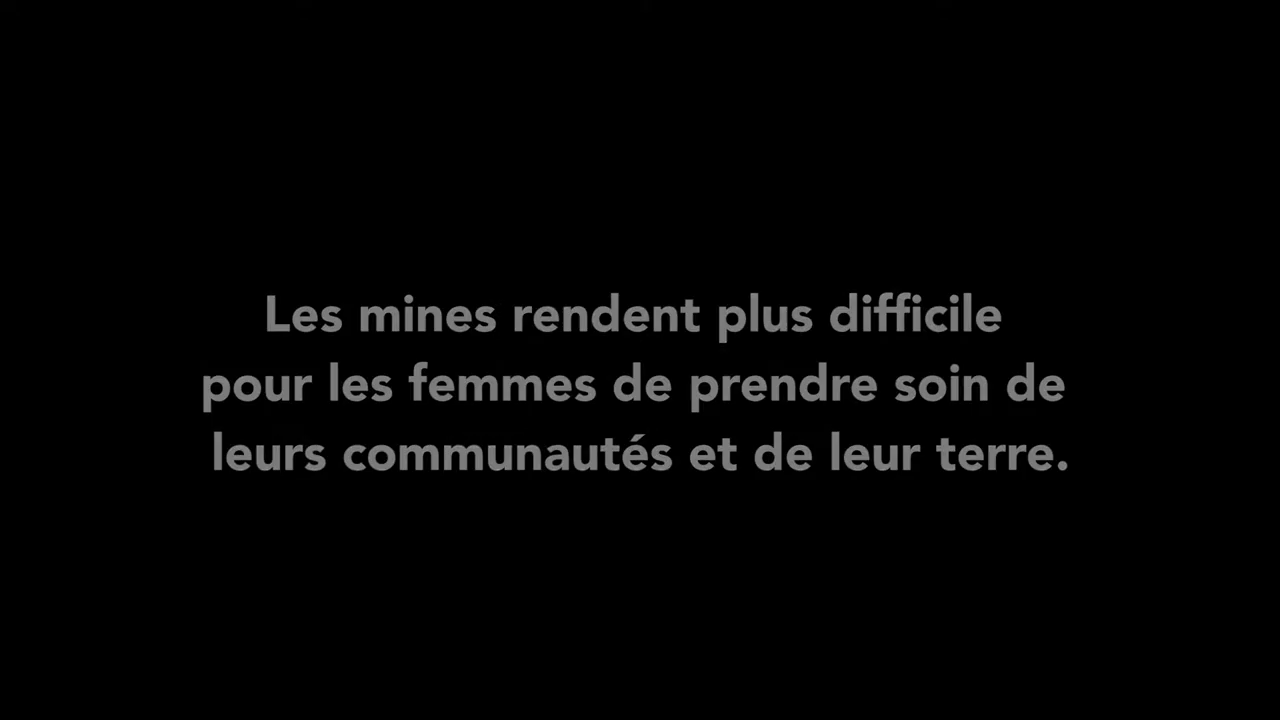 Les mines rendent plus difficile
pour les femmes de prendre soin de
leurs communautés et de leur terre.